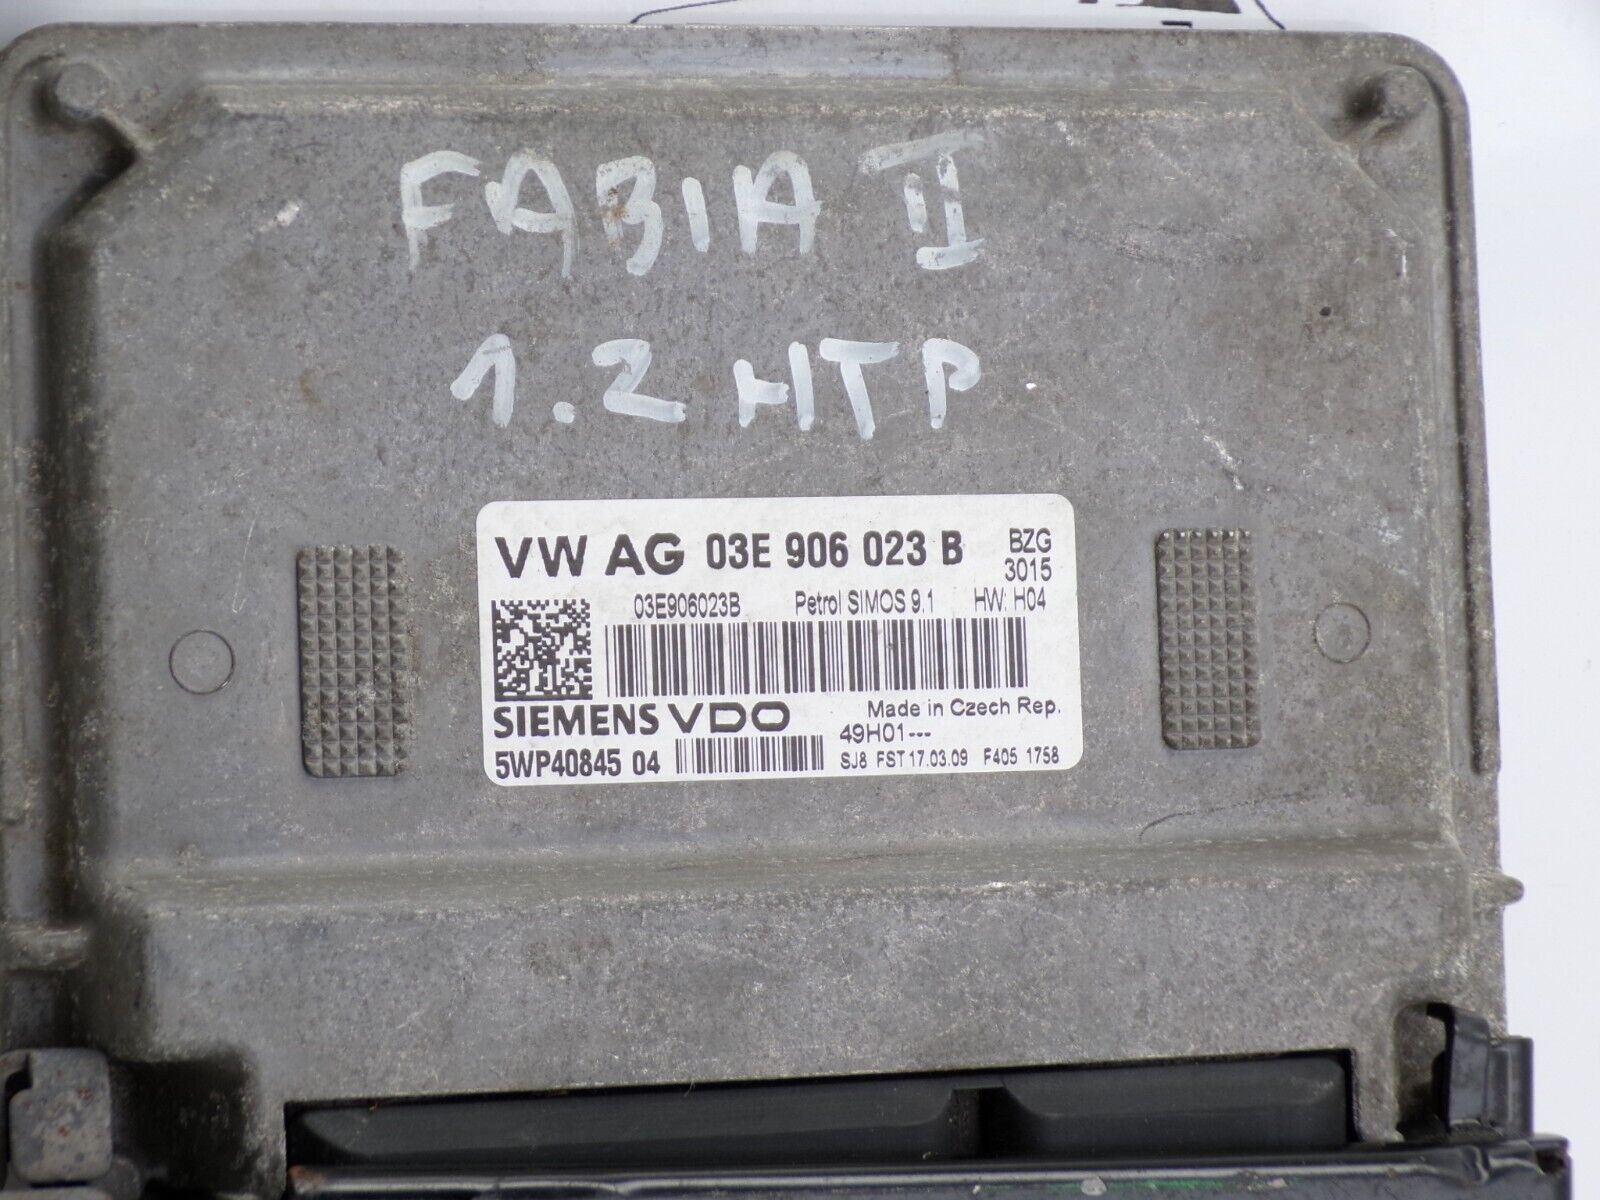 FABIA II
1.2 HTP
VW AG 03E 906 023 B BZG
3015
03E906023B Petrol SIMOS 9.1 HW: H04
SIEMENS VDO Made in Czech Rep.
49H01---
5WP40845 04 SJ8 FST 17.03.09 F405 1758